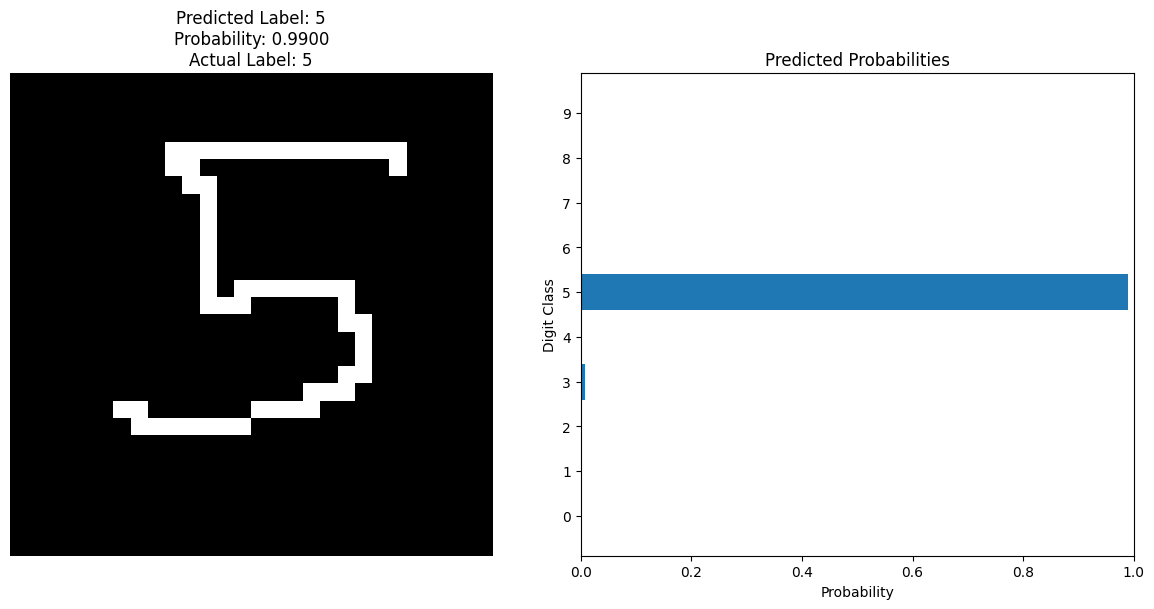 Predicted Label: 5
Probability: 0.9900
Actual Label: 5
5
Predicted Probabilities
9
8
7
6
5
4
3
2
1
0
Digit Class
0.0 0.2 0.4 0.6 0.8 1.0
Probability